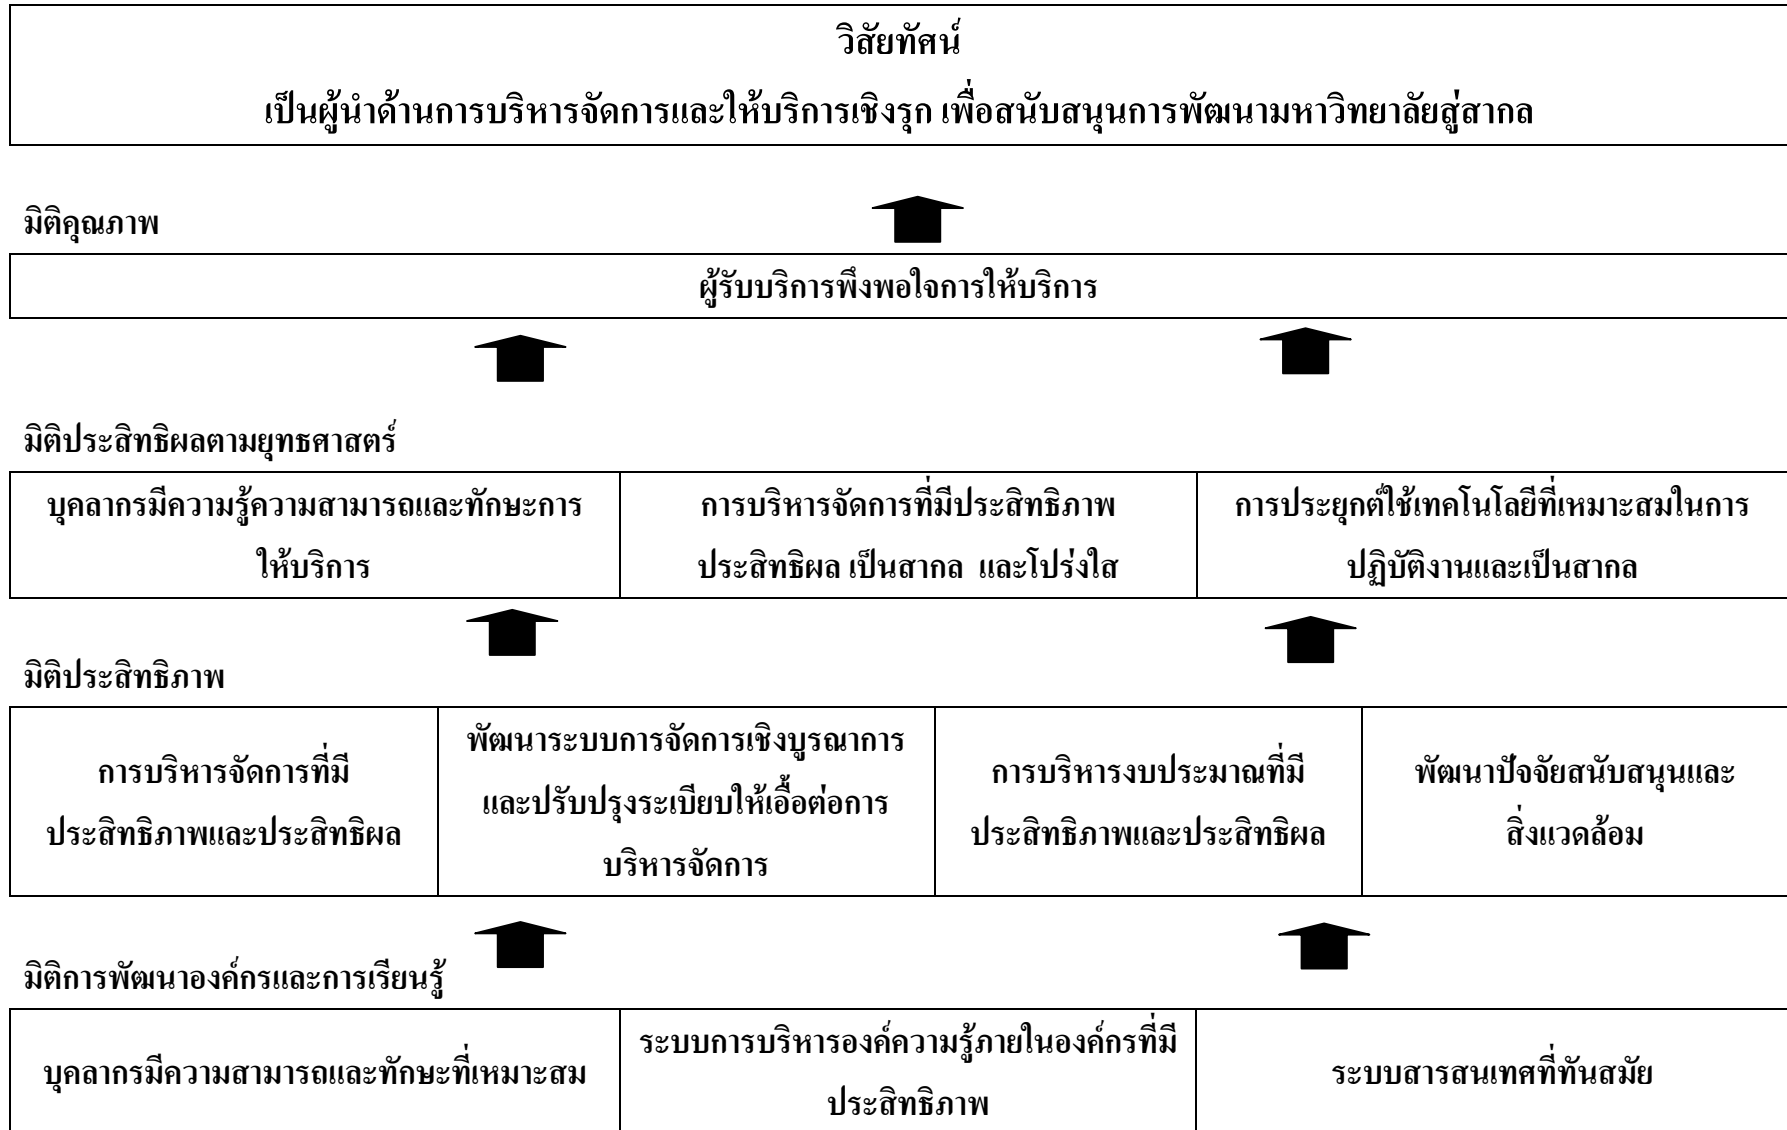 วิสัยทัศน์
เป็นผู้นำด้านการบริหารจัดการและให้บริการเชิงรุก เพื่อสนับสนุนการพัฒนามหาวิทยาลัยสู่สากล
มิติคุณภาพ
ผู้รับบริการพึงพอใจการให้บริการ
มิติประสิทธิผลตามยุทธศาสตร์
บุคลากรมีความรู้ความสามารถและทักษะการ
ให้บริการ
การบริหารจัดการที่มีประสิทธิภาพ
ประสิทธิผล เป็นสากล และโปร่งใส
การประยุกต์ใช้เทคโนโลยีที่เหมาะสมในการ
ปฏิบัติงานและเป็นสากล
มิติประสิทธิภาพ
การบริหารจัดการที่มี
ประสิทธิภาพและประสิทธิผล
พัฒนาระบบการจัดการเชิงบูรณาการ
และปรับปรุงระเบียบให้เอื้อต่อการ
บริหารจัดการ
การบริหารงบประมาณที่มี
ประสิทธิภาพและประสิทธิผล
พัฒนาปัจจัยสนับสนุนและ
สิ่งแวดล้อม
มิติการพัฒนาองค์กรและการเรียนรู้
บุคลากรมีความสามารถและทักษะที่เหมาะสม
ระบบการบริหารองค์ความรู้ภายในองค์กรที่มี
ประสิทธิภาพ
ระบบสารสนเทศที่ทันสมัย